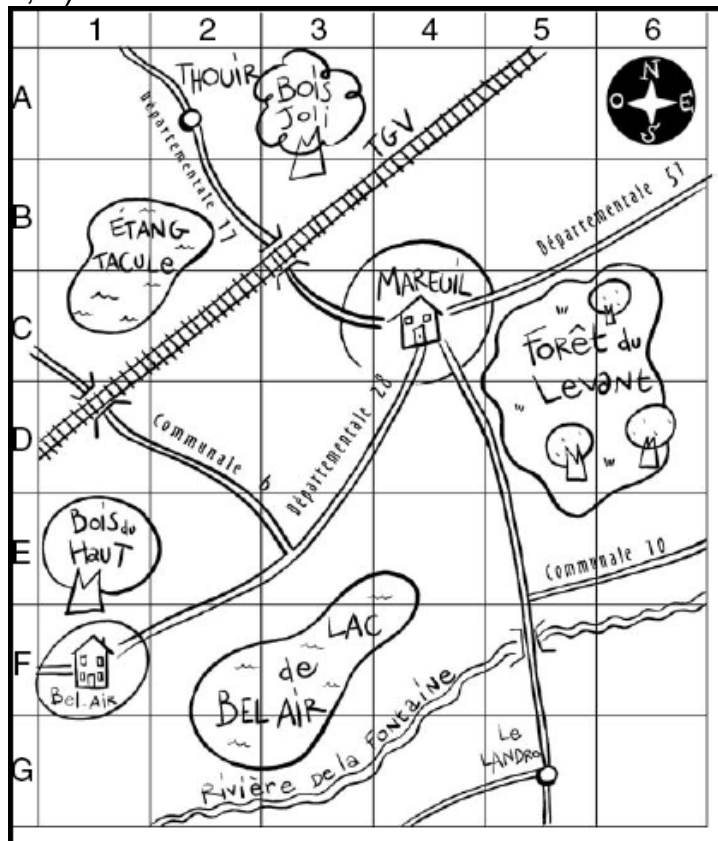 1 2 3 4 5 6
A
B
C
D
E
F
G
THOUIR
BOIS
JOLI
TGV
N
O E
S
Départementale 17
Départementale 51
ÉTANG
TACULE
MAREUIL
FORÊT du
LEVANT
Communale 6
Départementale 28
BOIS du
HAUT
Communale 10
LAC
de
BEL AIR
BEL-AIR
Rivière de la Fontaine
Le
LANDRO